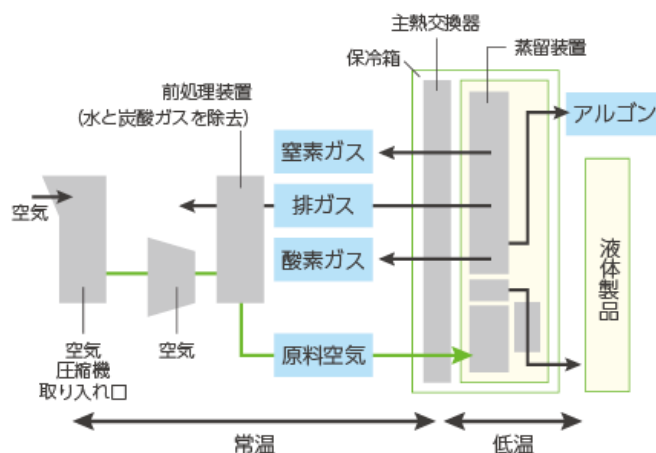 主熱交換器
保冷箱
蒸留装置
前処理装置
(水と炭酸ガスを除去)
アルゴン
窒素ガス
排ガス
酸素ガス
空気
液体製品
原料空気
空気
圧縮機
取り入れ口
空気
常温
低温